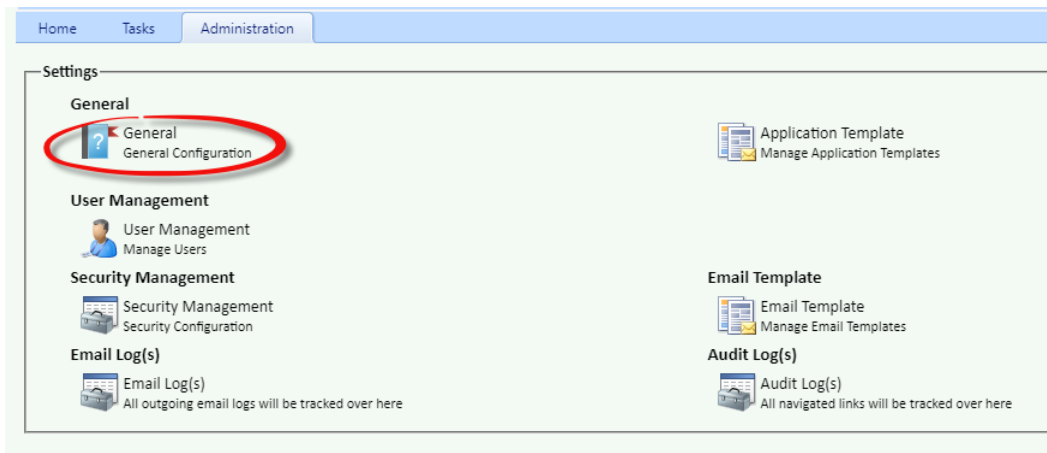 Home Tasks Administration
Settings
General
General
General Configuration
Application Template
Manage Application Templates
User Management
User Management
Manage Users
Security Management
Security Management
Security Configuration
Email Template
Email Template
Manage Email Templates
Email Log(s)
Email Log(s)
All outgoing email logs will be tracked over here
Audit Log(s)
Audit Log(s)
All navigated links will be tracked over here